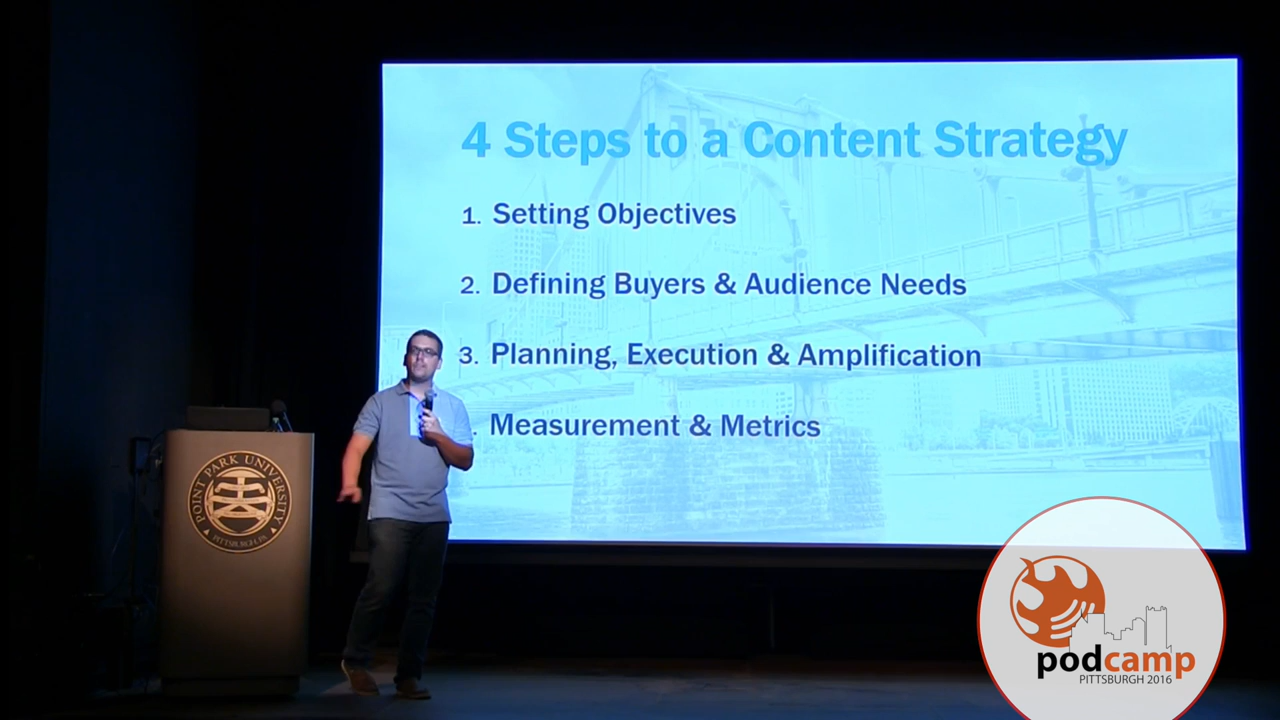 4 Steps to a Content Strategy
1. Setting Objectives
2. Defining Buyers & Audience Needs
3. Planning, Execution & Amplification
. Measurement & Metrics
POINT PARK UNIVERSITY
PITTSBURGH, PA
podcamp
PITTSBURGH 2016